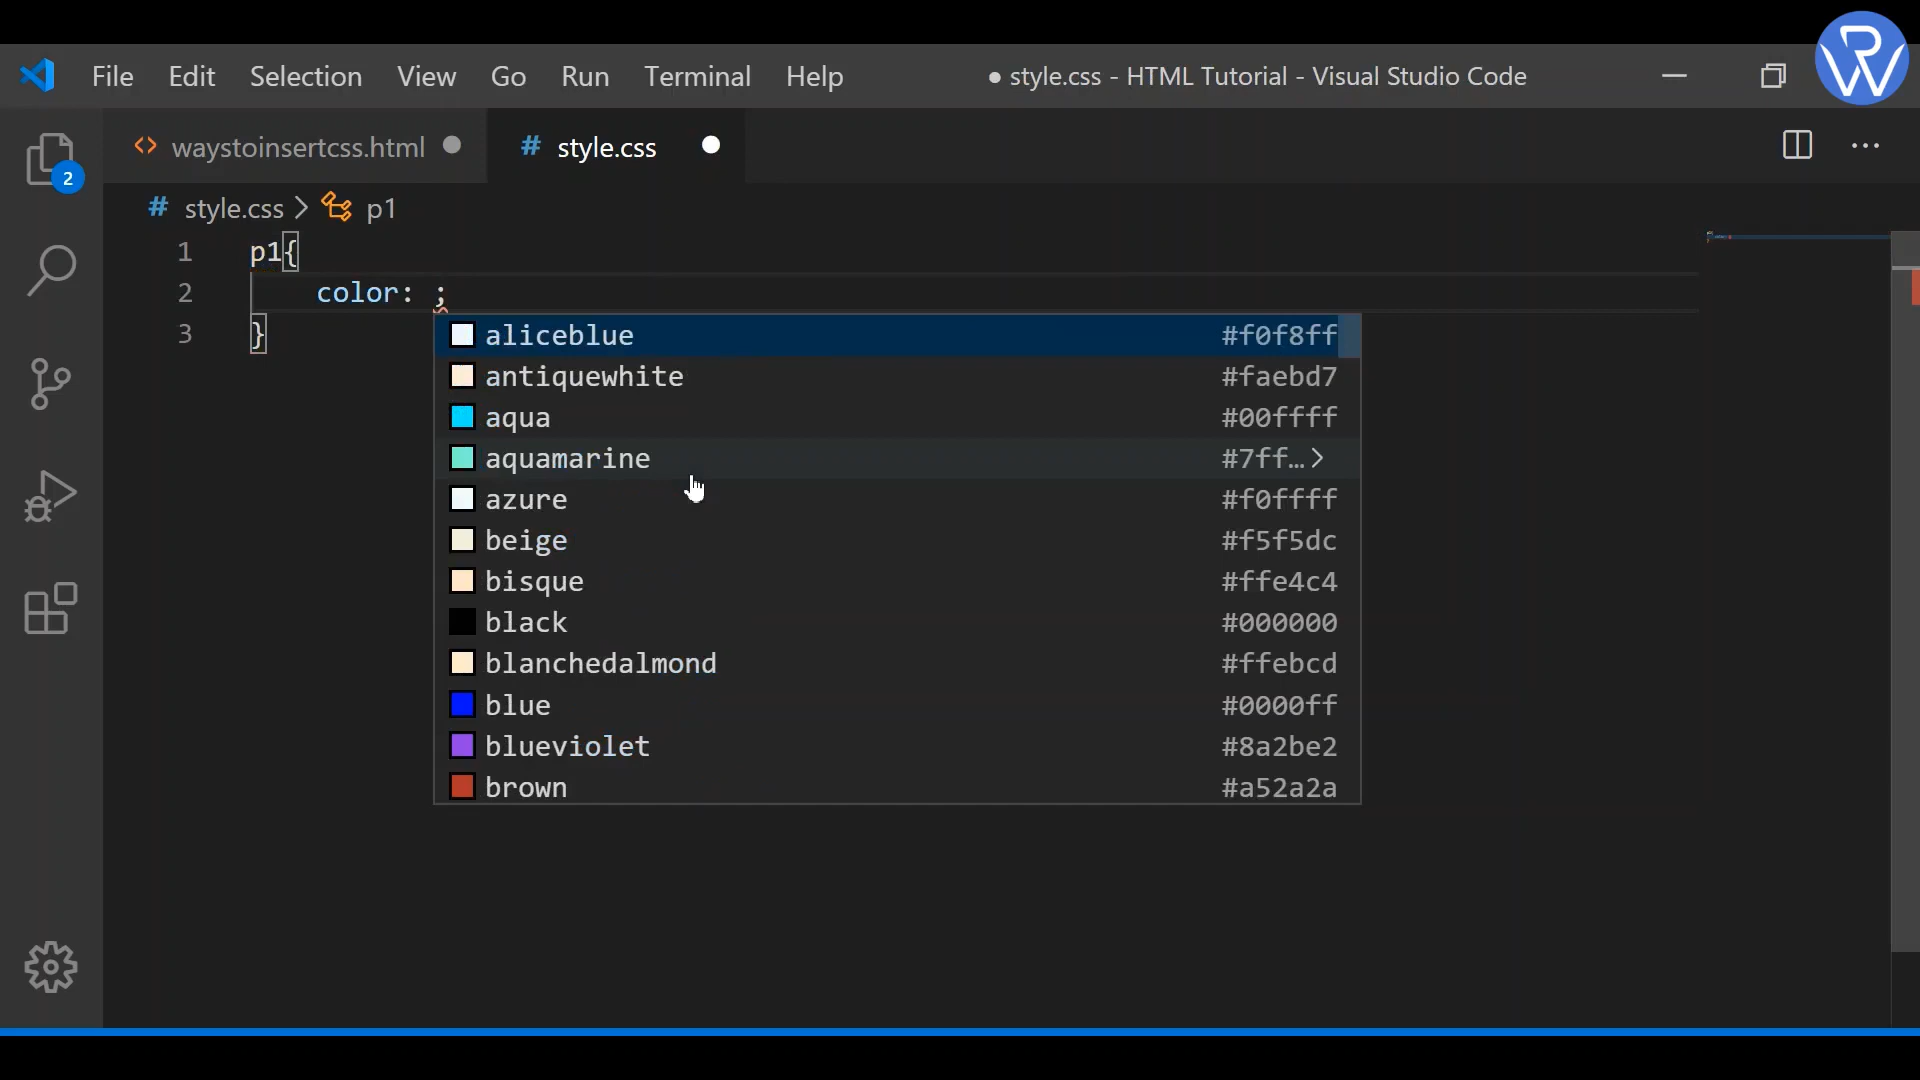 File Edit Selection View Go Run Terminal Help ● style.css - HTML Tutorial - Visual Studio Code
RW
waystoinsertcss.html # style.css
2
# style.css > p1
1 p1{
2 color: ;
3 }
aliceblue #f0f8ff
antiquewhite #faebd7
aqua #00ffff
aquamarine #7ff…>
azure #f0ffff
beige #f5f5dc
bisque #ffe4c4
black #000000
blanchedalmond #ffebcd
blue #0000ff
blueviolet #8a2be2
brown #a52a2a